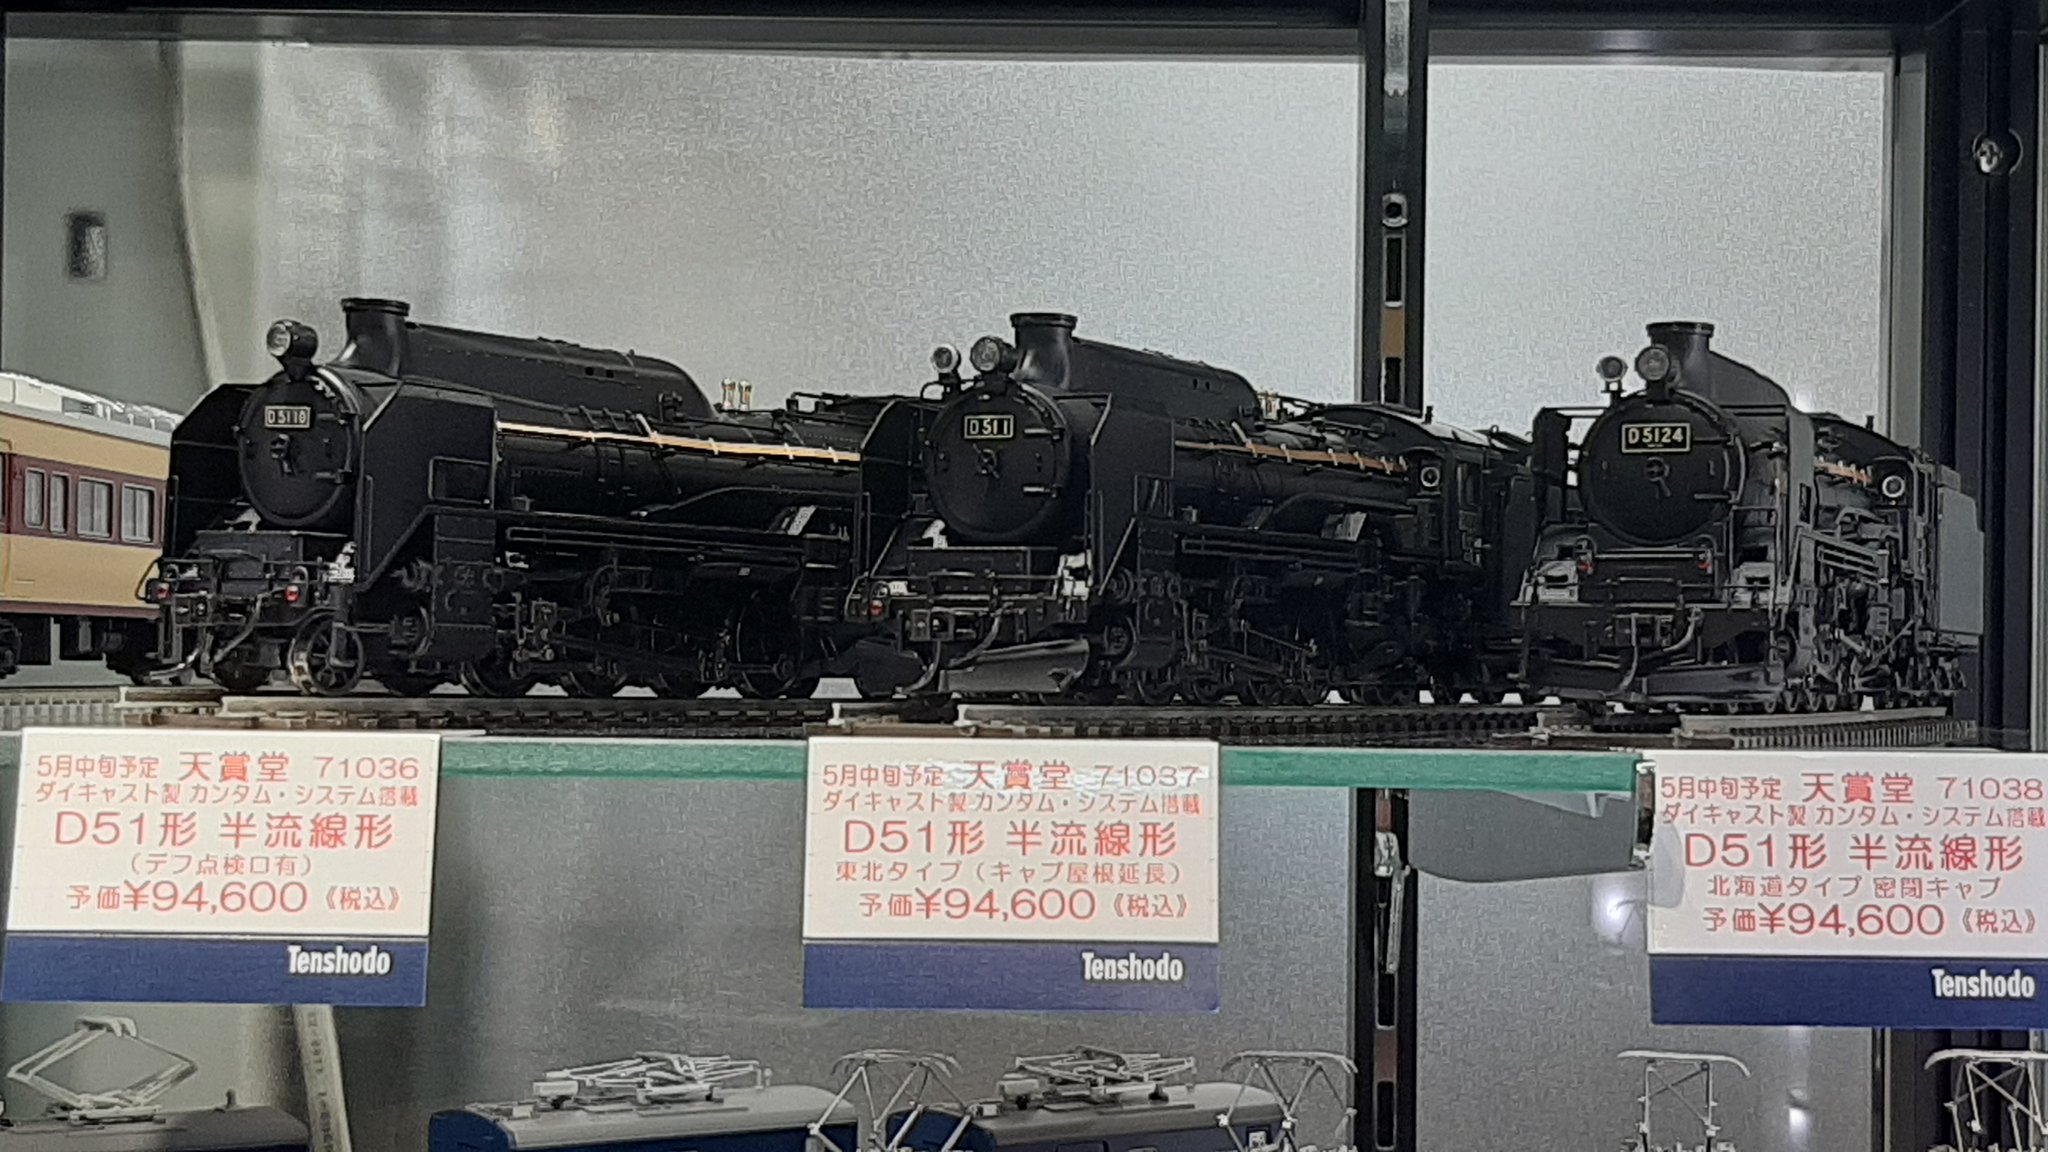 D5118
D511
D5124
5月中旬予定 天賞堂 71036
ダイキャスト製 カンタム・システム搭載
D51形 半流線形
(デフ点検口有)
予価¥94,600《税込》
Tenshodo
5月中旬予定 天賞堂 71037
ダイキャスト製 カンタム・システム搭載
D51形 半流線形
東北タイプ(キャブ屋根延長)
予価¥94,600《税込》
Tenshodo
5月中旬予定 天賞堂 71038
ダイキャスト製 カンタム・システム搭載
D51形 半流線形
北海道タイプ 密閉キャブ
予価¥94,600《税込》
Tenshodo